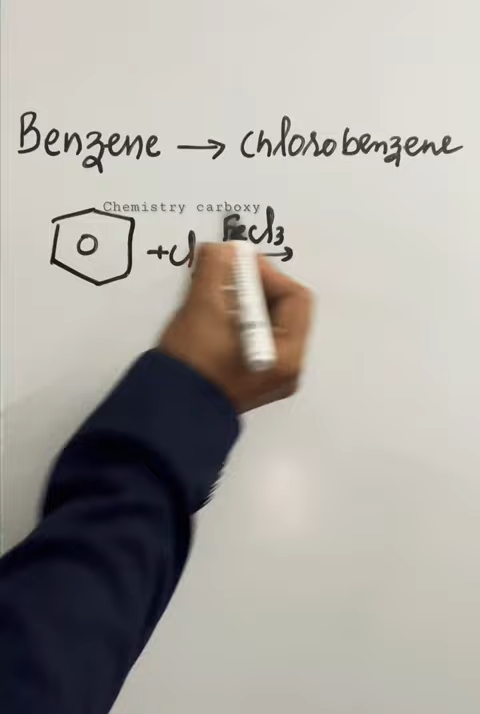 Benzene → chlorobenzene
Chemistry carboxy
+Cl FeCl3 →